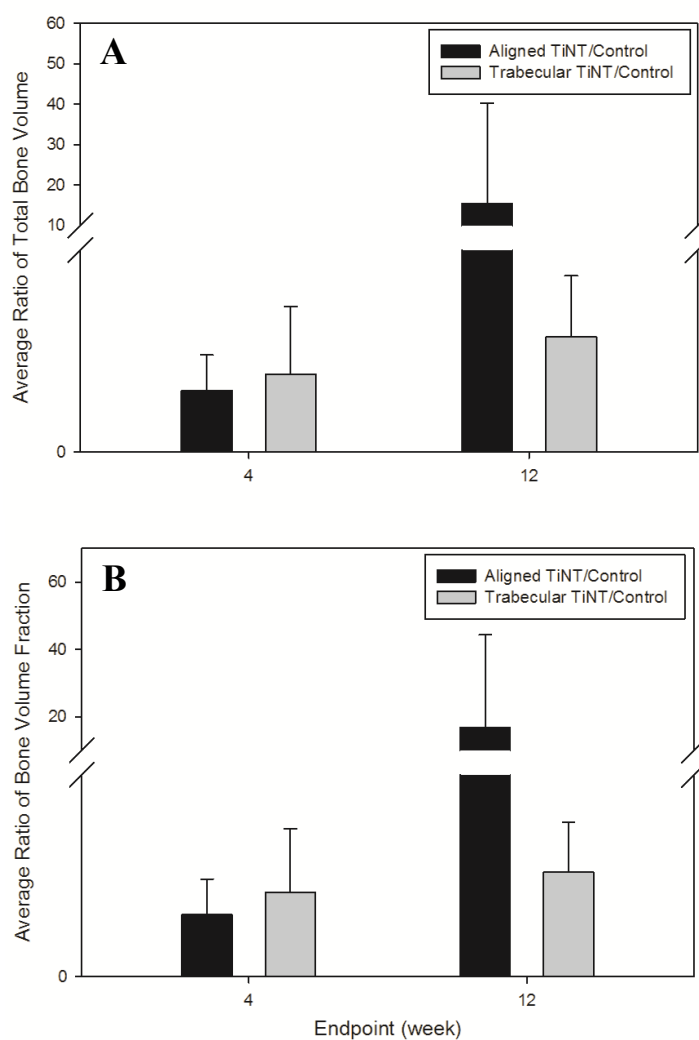 A
Aligned TiNT/Control
Trabecular TiNT/Control
Average Ratio of Total Bone Volume
60
50
40
30
20
10
0
4
12
B
Aligned TiNT/Control
Trabecular TiNT/Control
Average Ratio of Bone Volume Fraction
60
40
20
0
4
12
Endpoint (week)